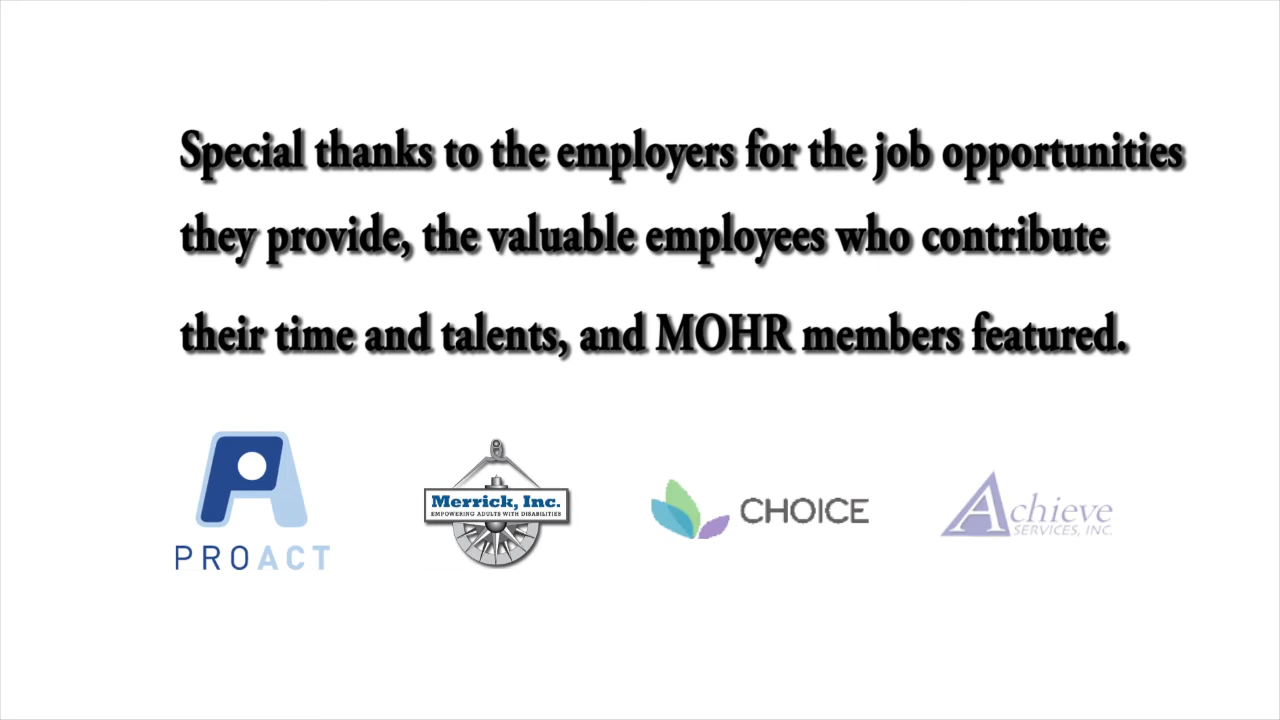 Special thanks to the employers for the job opportunities
they provide, the valuable employees who contribute
their time and talents, and MOHR members featured.
PROACT
Merrick, Inc.
EMPOWERING ADULTS WITH DISABILITIES
CHOICE
Achieve
SERVICES, INC.